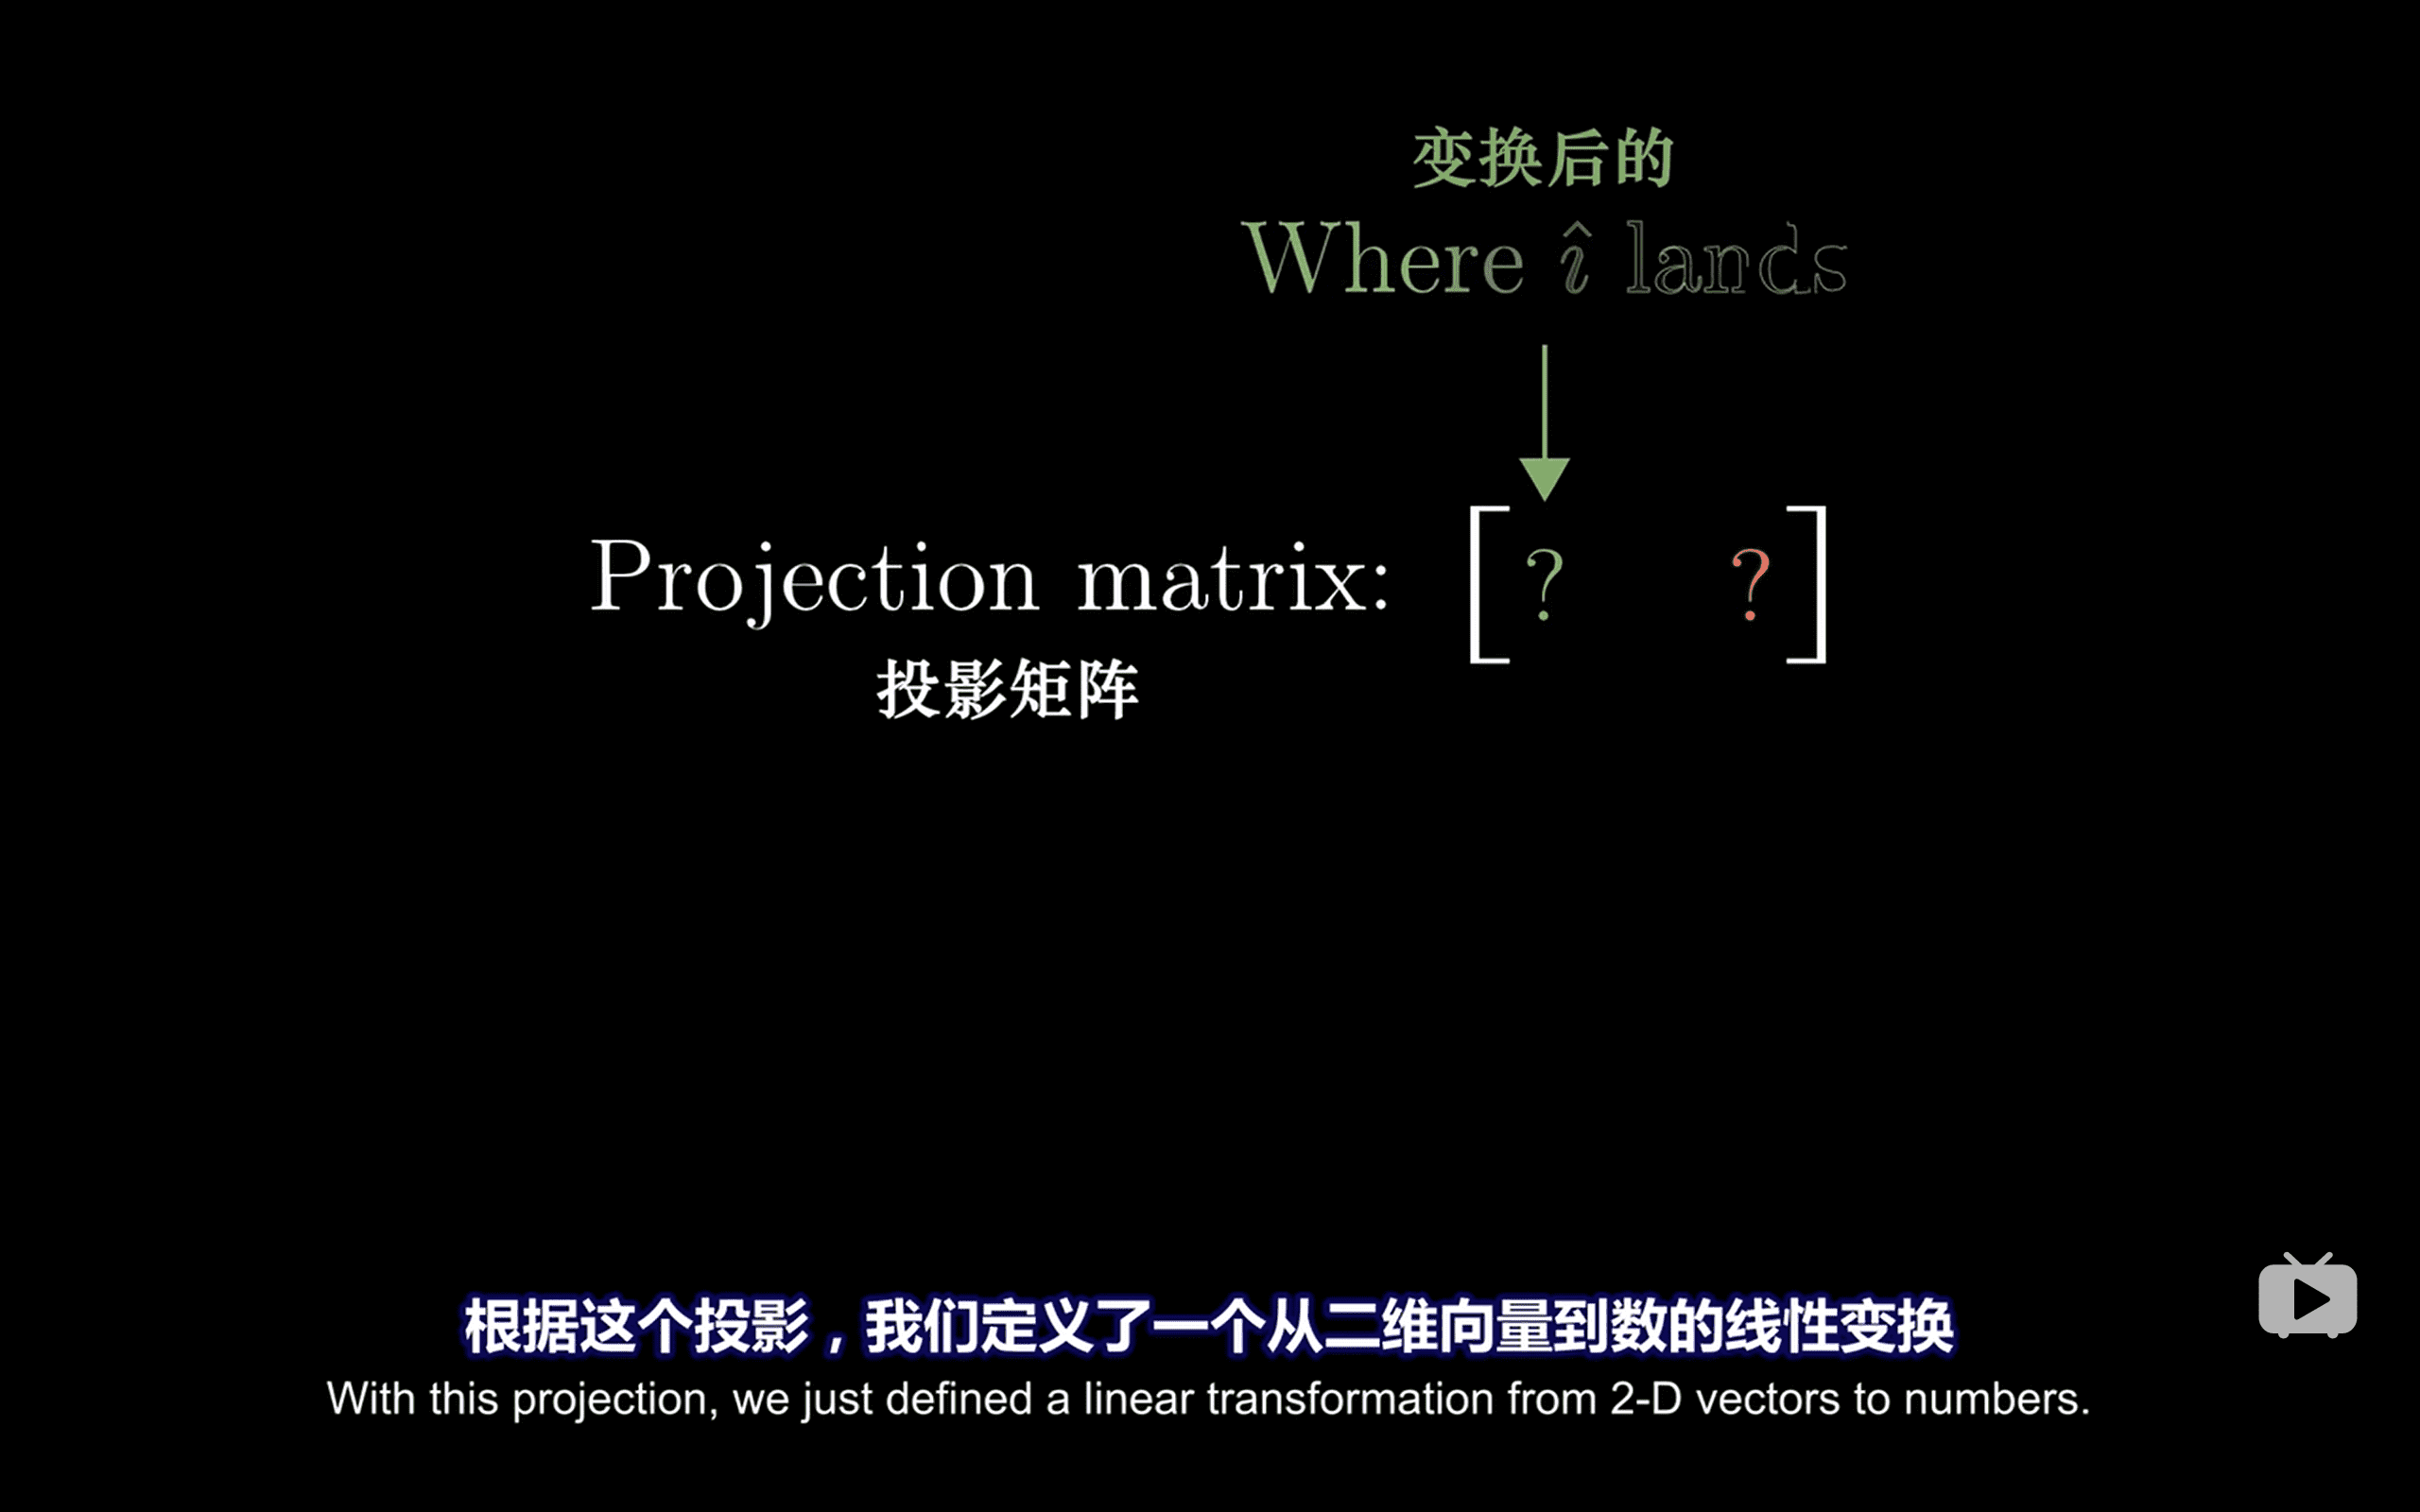 变换后的
Where î lands
Projection matrix: [? ?]
投影矩阵
根据这个投影，我们定义了一个从二维向量到数的线性变换
With this projection, we just defined a linear transformation from 2-D vectors to numbers.